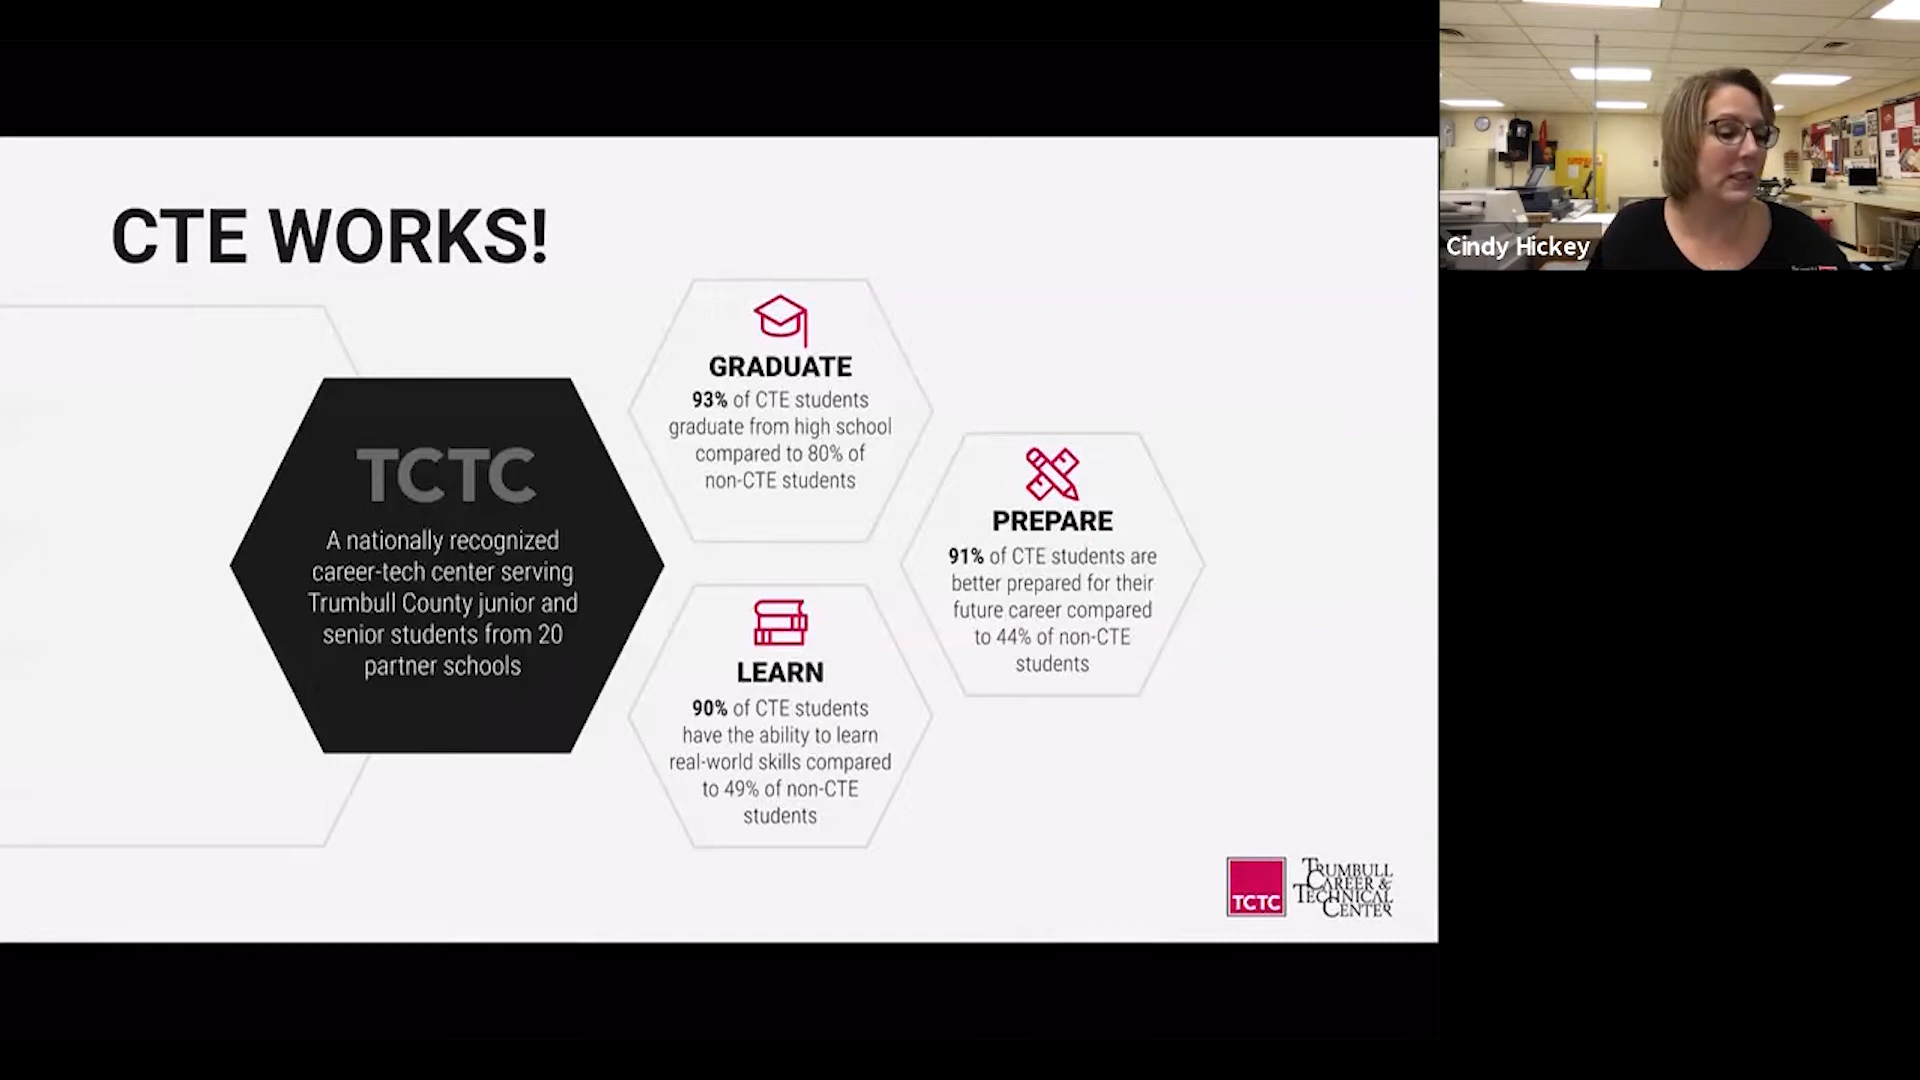 CTE WORKS!
TCTC
A nationally recognized
career-tech center serving
Trumbull County junior and
senior students from 20
partner schools
GRADUATE
93% of CTE students
graduate from high school
compared to 80% of
non-CTE students
PREPARE
91% of CTE students are
better prepared for their
future career compared
to 44% of non-CTE
students
LEARN
90% of CTE students
have the ability to learn
real-world skills compared
to 49% of non-CTE
students
TCTC
TRUMBULL
CAREER &
TECHNICAL
CENTER
Cindy Hickey